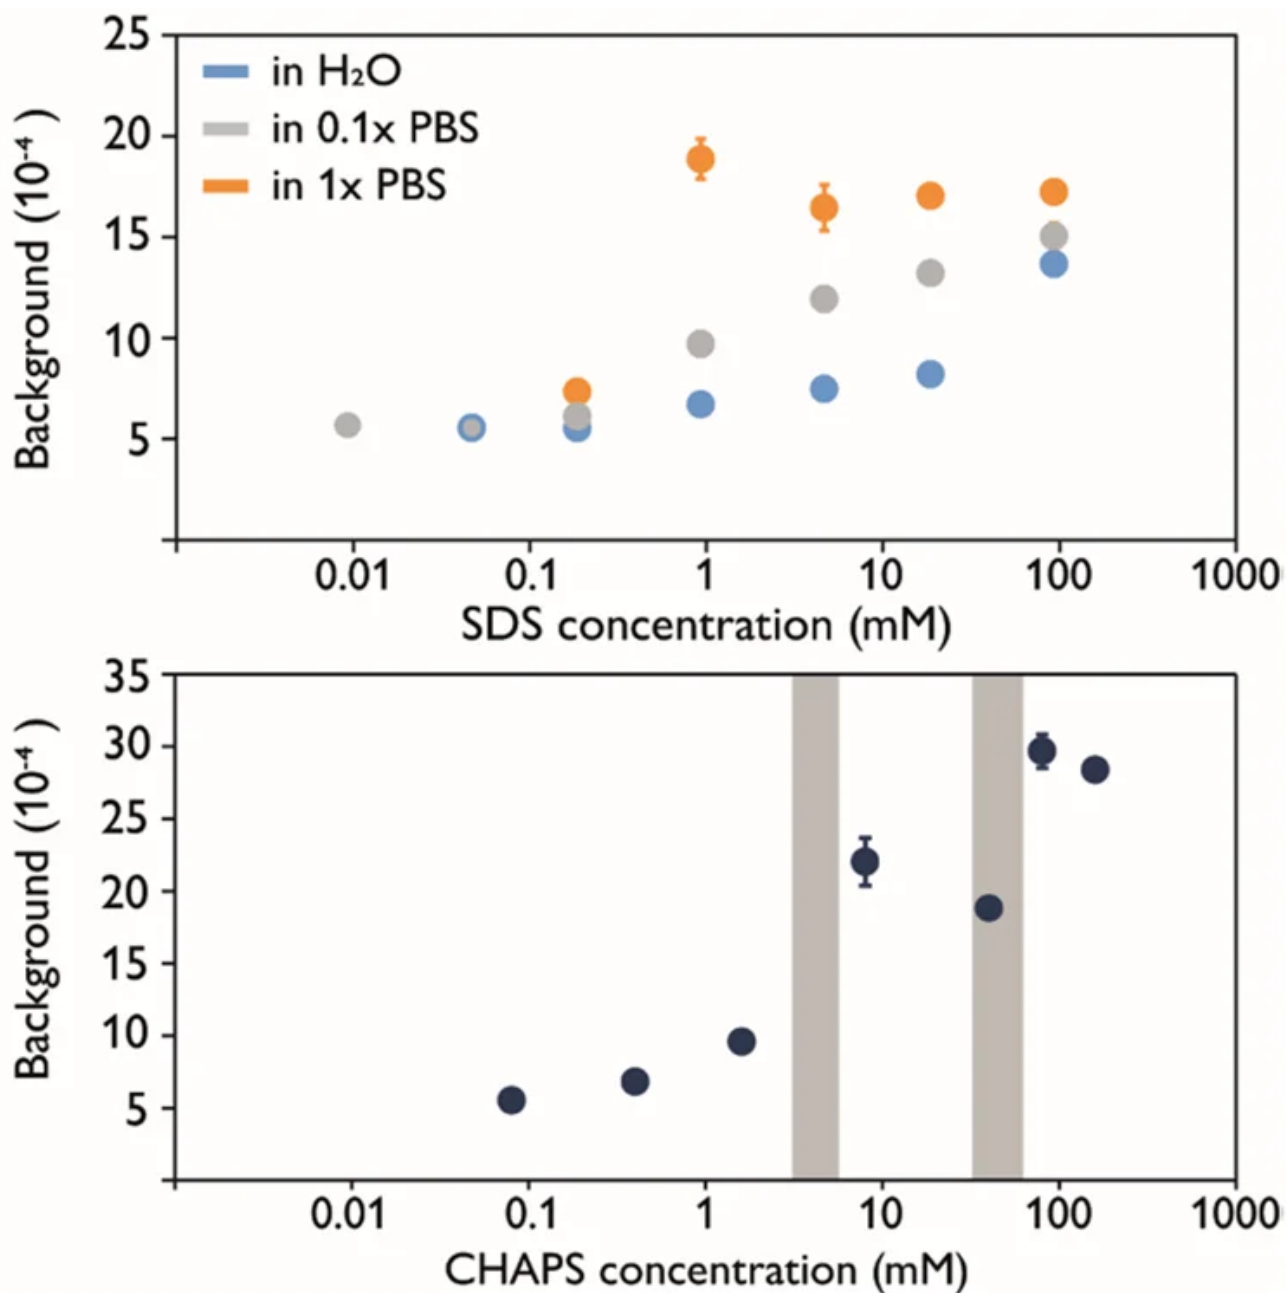 25
20
15
10
5
Background (10⁻⁴ )
in H₂O
in 0.1x PBS
in 1x PBS
0.01 0.1 1 10 100 1000
SDS concentration (mM)
35
30
25
20
15
10
5
Background (10⁻⁴ )
0.01 0.1 1 10 100 1000
CHAPS concentration (mM)